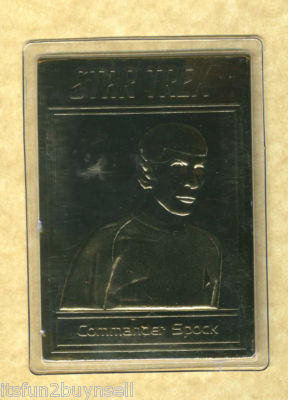 STAR TREK
Commander Spock
itsfun2buynsell